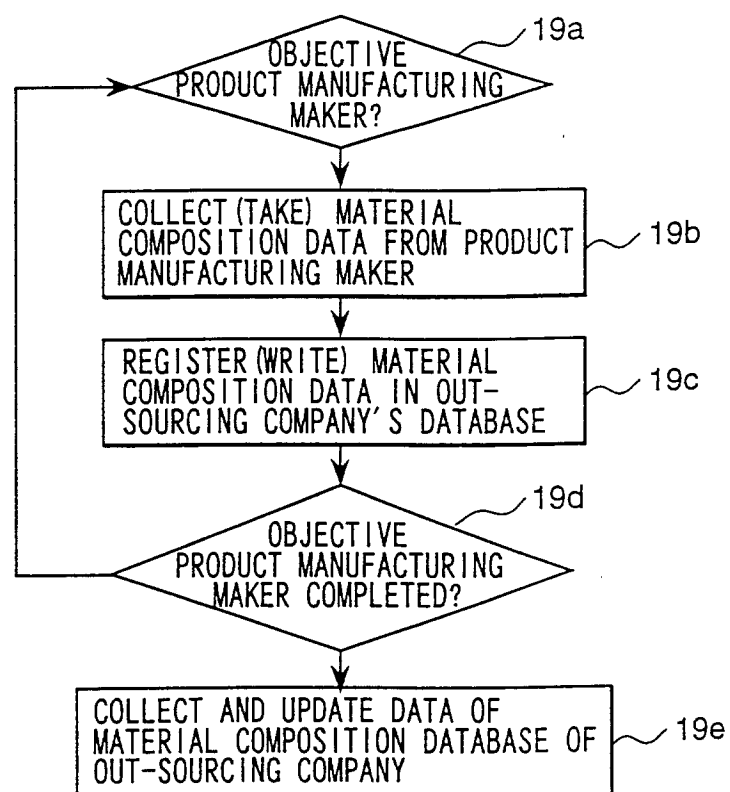 OBJECTIVE
PRODUCT MANUFACTURING
MAKER?
19a
COLLECT(TAKE) MATERIAL
COMPOSITION DATA FROM PRODUCT
MANUFACTURING MAKER
19b
REGISTER(WRITE) MATERIAL
COMPOSITION DATA IN OUT-
SOURCING COMPANY'S DATABASE
19c
OBJECTIVE
PRODUCT MANUFACTURING
MAKER COMPLETED?
19d
COLLECT AND UPDATE DATA OF
MATERIAL COMPOSITION DATABASE OF
OUT-SOURCING COMPANY
19e